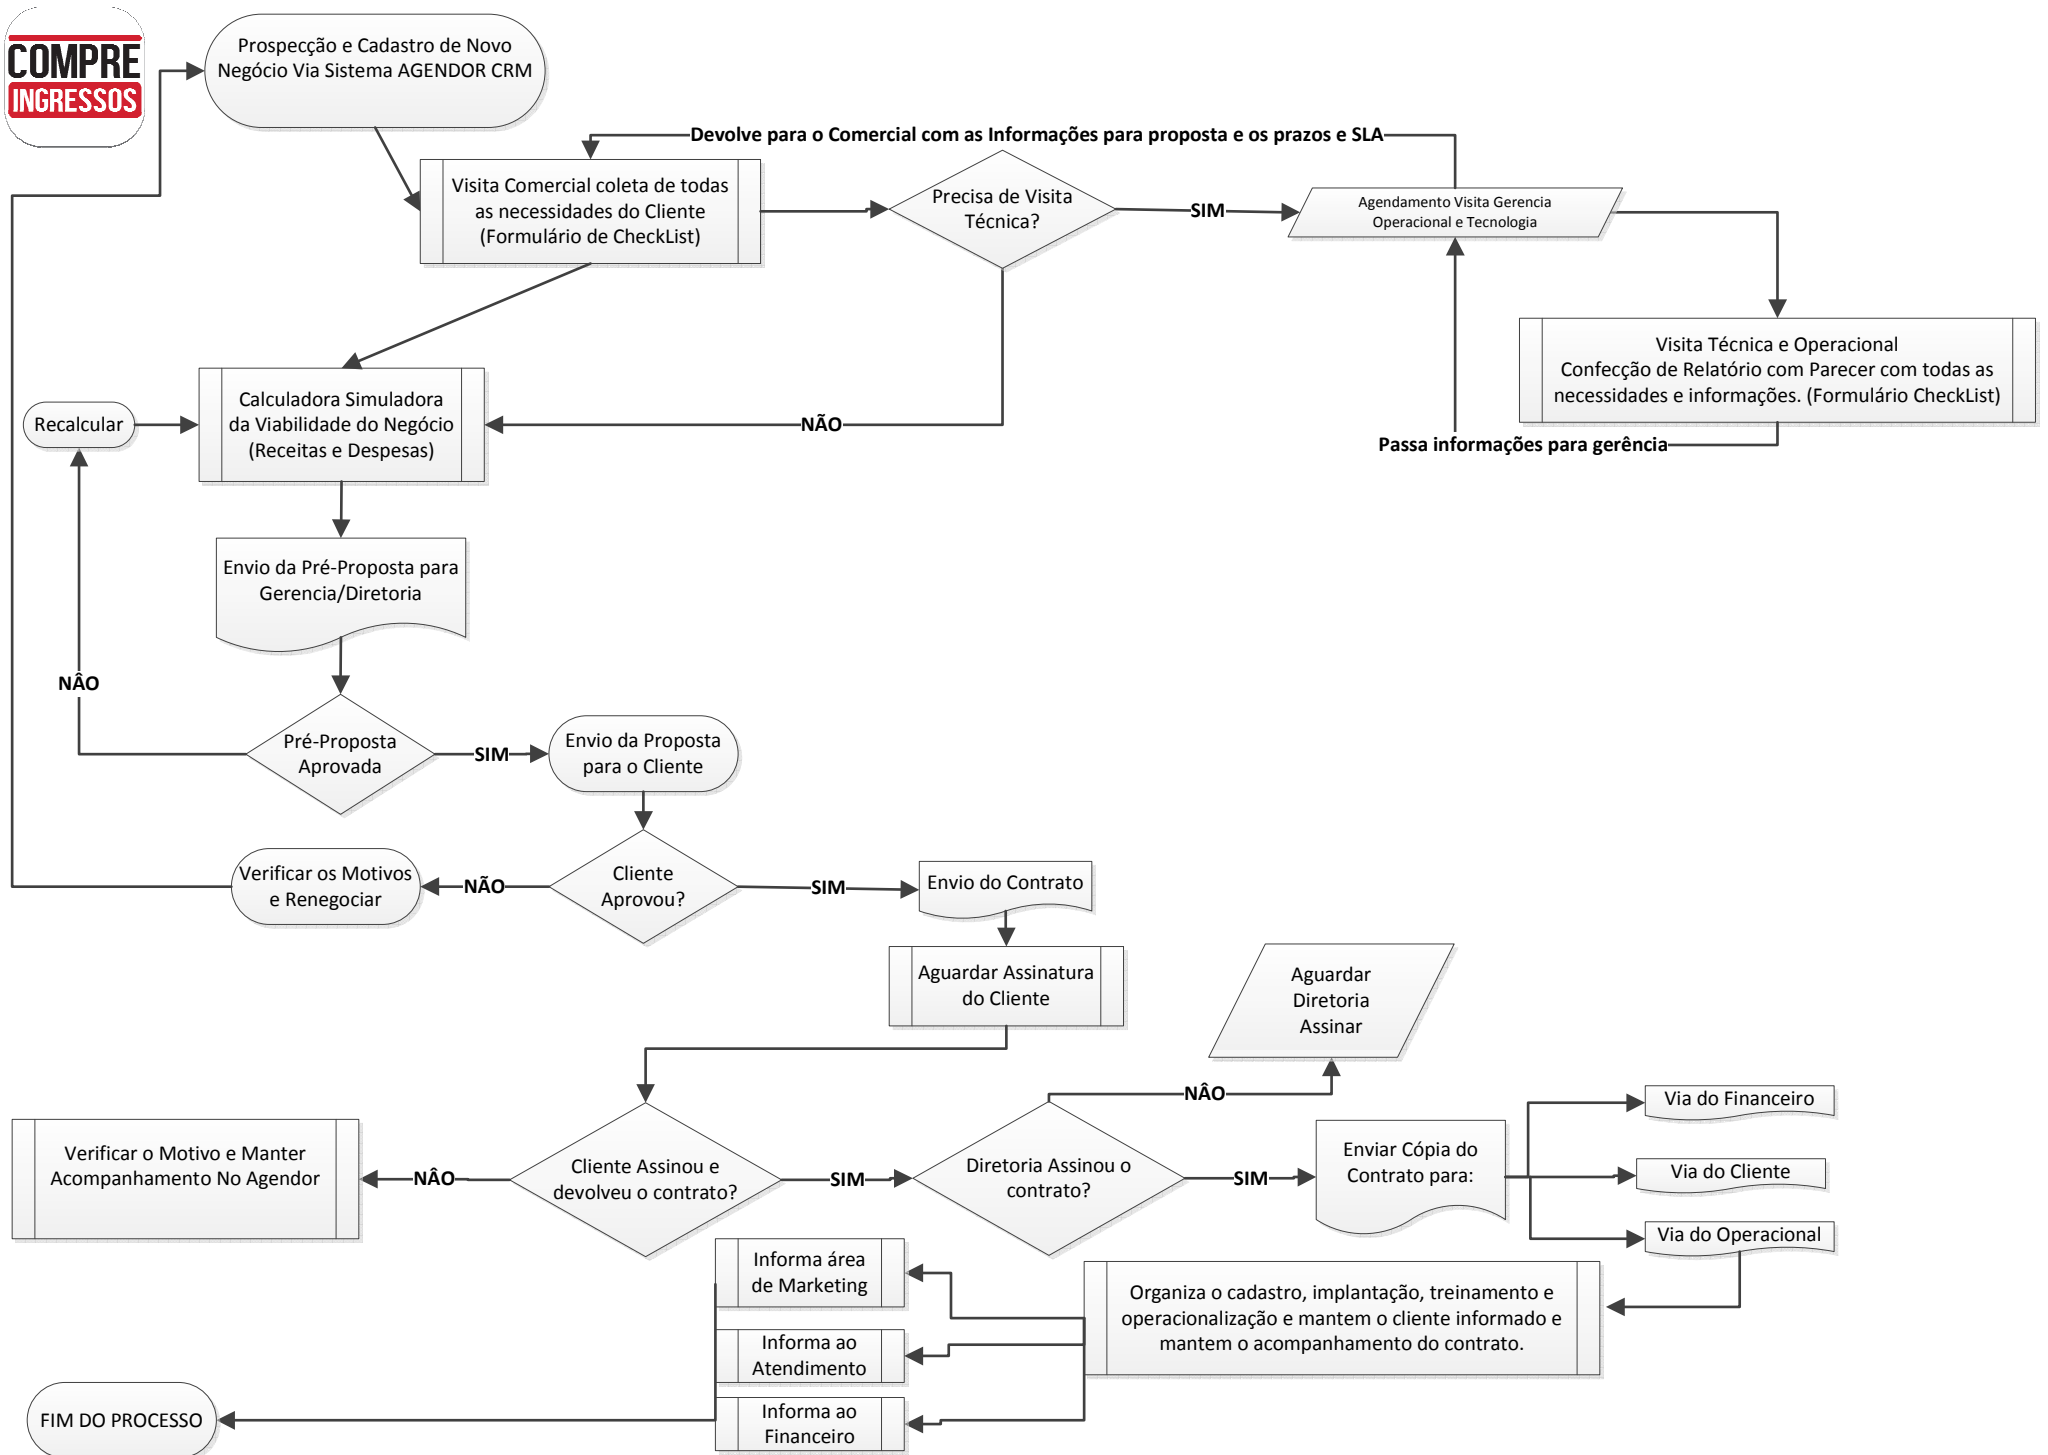 COMPRE
INGRESSOS
Prospecção e Cadastro de Novo
Negócio Via Sistema AGENDOR CRM
Devolve para o Comercial com as Informações para proposta e os prazos e SLA
Visita Comercial coleta de todas
as necessidades do Cliente
(Formulário de CheckList)
Precisa de Visita
Técnica?
SIM
Agendamento Visita Gerencia
Operacional e Tecnologia
Visita Técnica e Operacional
Confecção de Relatório com Parecer com todas as
necessidades e informações. (Formulário CheckList)
Passa informações para gerência
NÃO
Recalcular
Calculadora Simuladora
da Viabilidade do Negócio
(Receitas e Despesas)
Envio da Pré-Proposta para
Gerencia/Diretoria
NÂO
Pré-Proposta
Aprovada
SIM
Envio da Proposta
para o Cliente
Verificar os Motivos
e Renegociar
NÃO
Cliente
Aprovou?
SIM
Envio do Contrato
Aguardar Assinatura
do Cliente
Aguardar
Diretoria
Assinar
NÂO
Verificar o Motivo e Manter
Acompanhamento No Agendor
NÂO
Cliente Assinou e
devolveu o contrato?
SIM
Diretoria Assinou o
contrato?
SIM
Enviar Cópia do
Contrato para:
Via do Financeiro
Via do Cliente
Via do Operacional
Organiza o cadastro, implantação, treinamento e
operacionalização e mantem o cliente informado e
mantem o acompanhamento do contrato.
Informa área
de Marketing
Informa ao
Atendimento
Informa ao
Financeiro
FIM DO PROCESSO